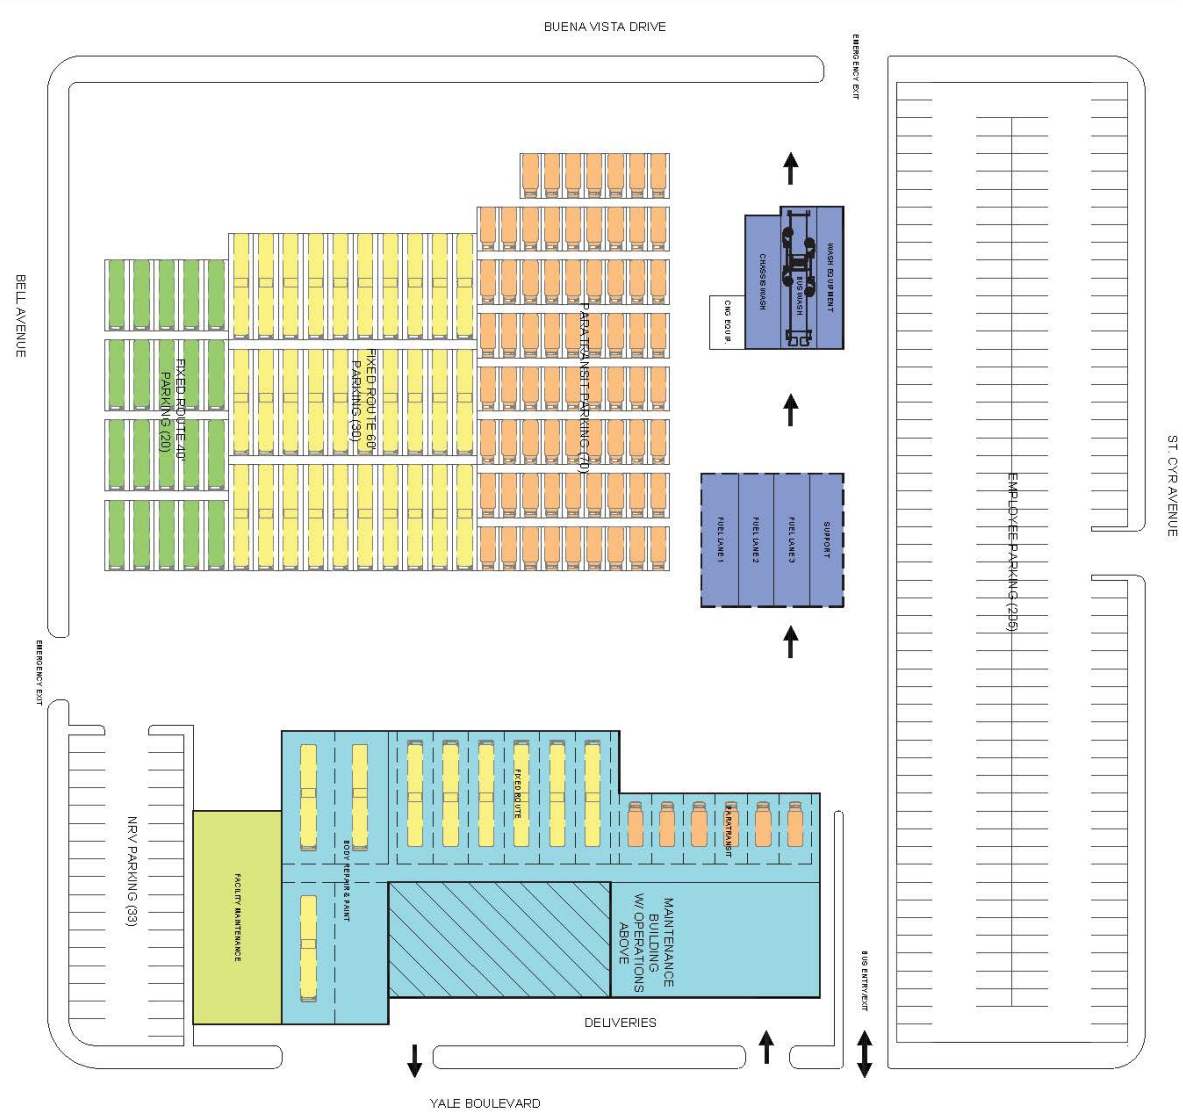 BUENA VISTA DRIVE
EMERGENCY EXIT
BELL AVENUE
FIXED ROUTE 40'
PARKING (20)
FIXED ROUTE 60'
PARKING (30)
PARATRANSIT PARKING (70)
CNG EQUIP.
CHASSIS WASH
BUS WASH
WASH EQUIPMENT
FUEL LANE 1
FUEL LANE 2
FUEL LANE 3
SUPPORT
EMPLOYEE PARKING (295)
ST. CYR AVENUE
EMERGENCY EXIT
NRV PARKING (33)
FACILITY MAINTENANCE
BODY REPAIR & PAINT
FIXED ROUTE
PARATRANSIT
MAINTENANCE
BUILDING
W/ OPERATIONS
ABOVE
BUS ENTRY/EXIT
DELIVERIES
YALE BOULEVARD